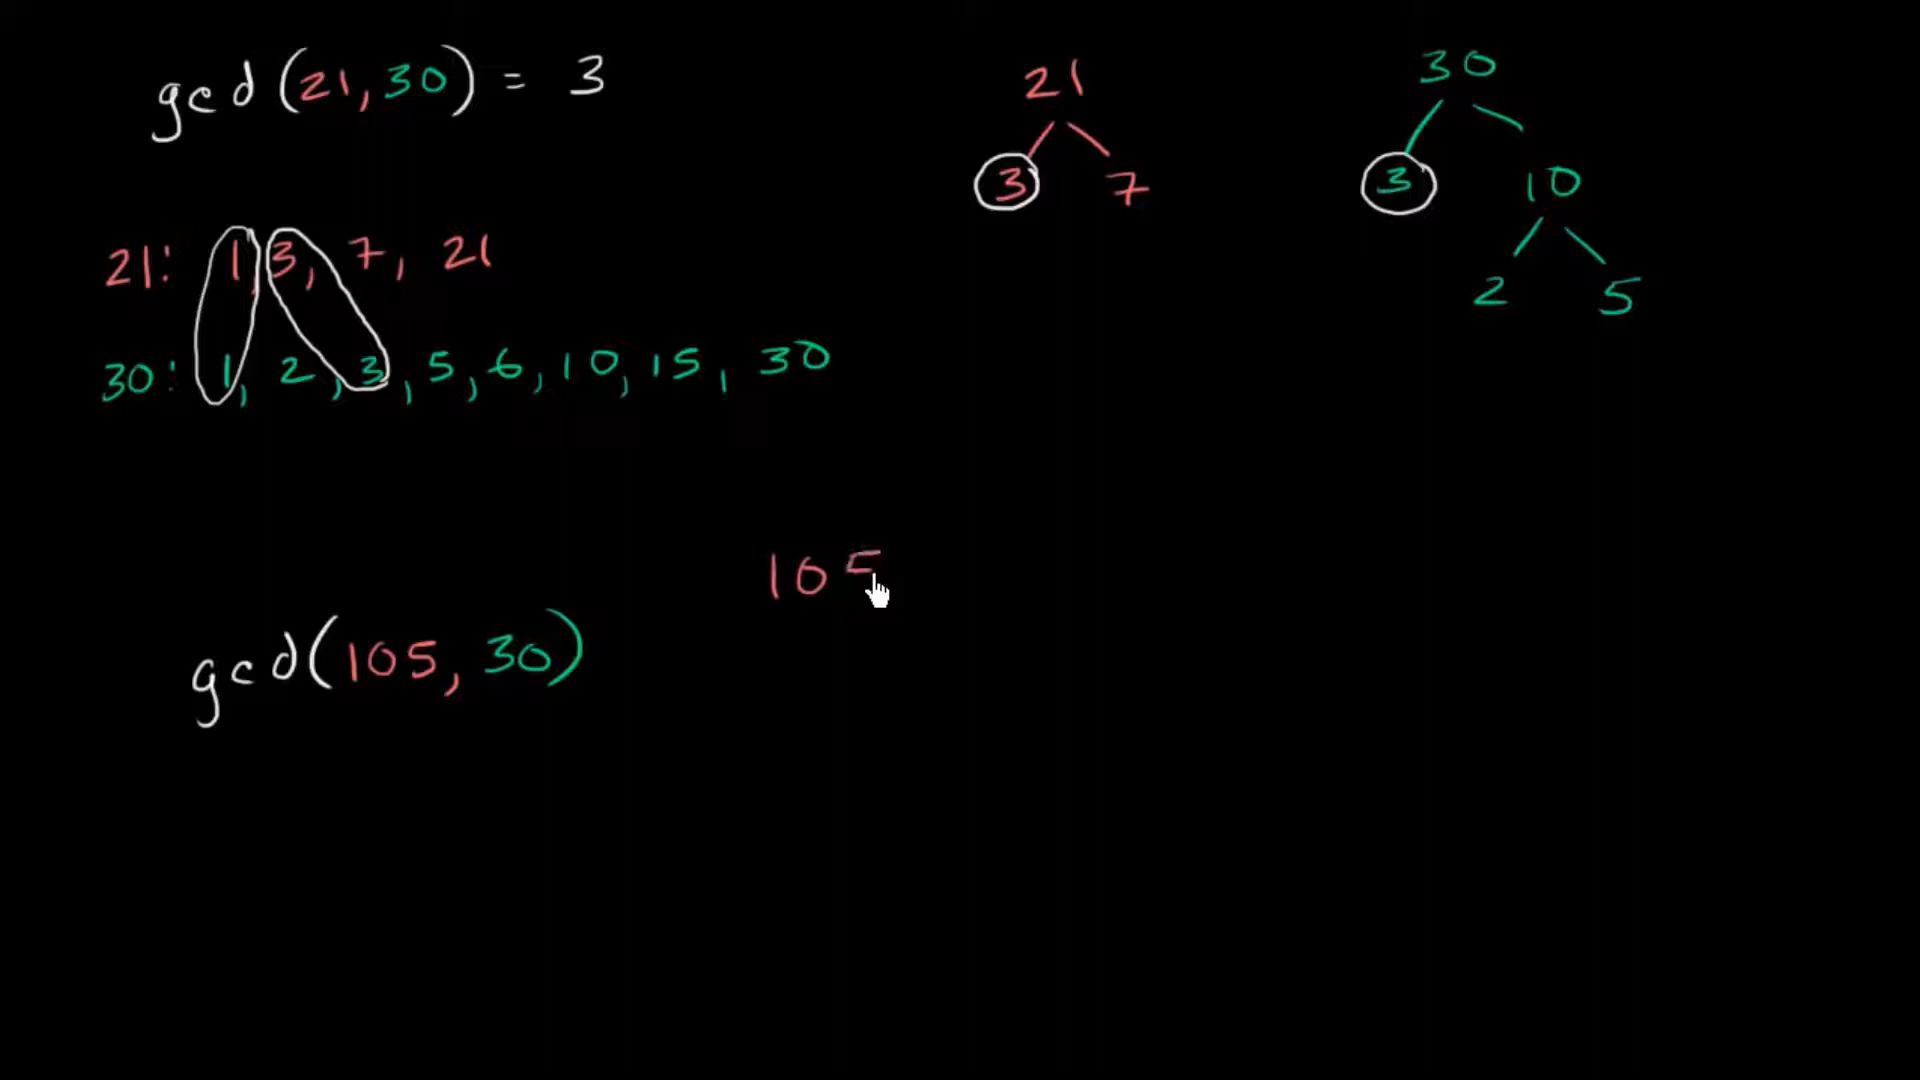 gcd (21, 30) = 3
21
3 7
30
3 10
2 5
21: 1, 3, 7, 21
30: 1, 2, 3, 5, 6, 10, 15, 30
105
gcd(105, 30)